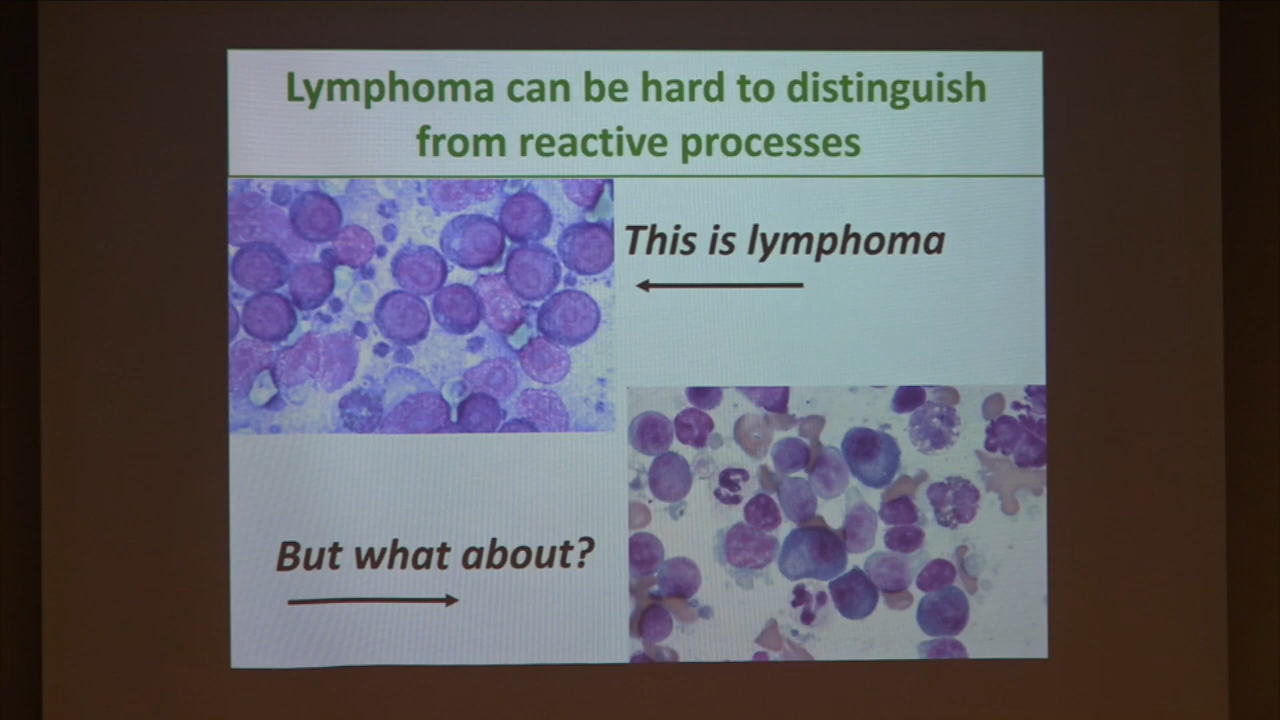 Lymphoma can be hard to distinguish
from reactive processes
This is lymphoma
But what about?